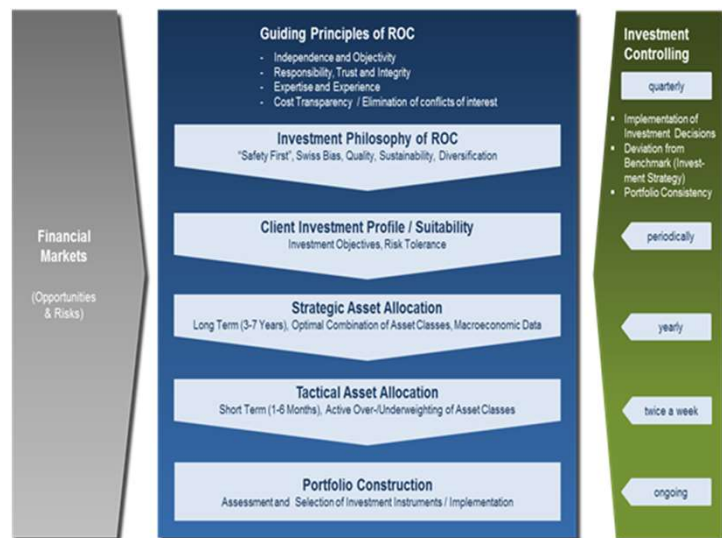 Financial
Markets
(Opportunities
& Risks)
Guiding Principles of ROC
- Independence and Objectivity
- Responsibility, Trust and Integrity
- Expertise and Experience
- Cost Transparency / Elimination of conflicts of interest
Investment Philosophy of ROC
"Safety First", Swiss Bias, Quality, Sustainability, Diversification
Client Investment Profile / Suitability
Investment Objectives, Risk Tolerance
Strategic Asset Allocation
Long Term (3-7 Years), Optimal Combination of Asset Classes, Macroeconomic Data
Tactical Asset Allocation
Short Term (1-6 Months), Active Over-/Underweighting of Asset Classes
Portfolio Construction
Assessment and Selection of Investment Instruments / Implementation
Investment
Controlling
quarterly
▪ Implementation of
Investment Decisions
▪ Deviation from
Benchmark (Invest-
ment Strategy)
▪ Portfolio Consistency
periodically
yearly
twice a week
ongoing